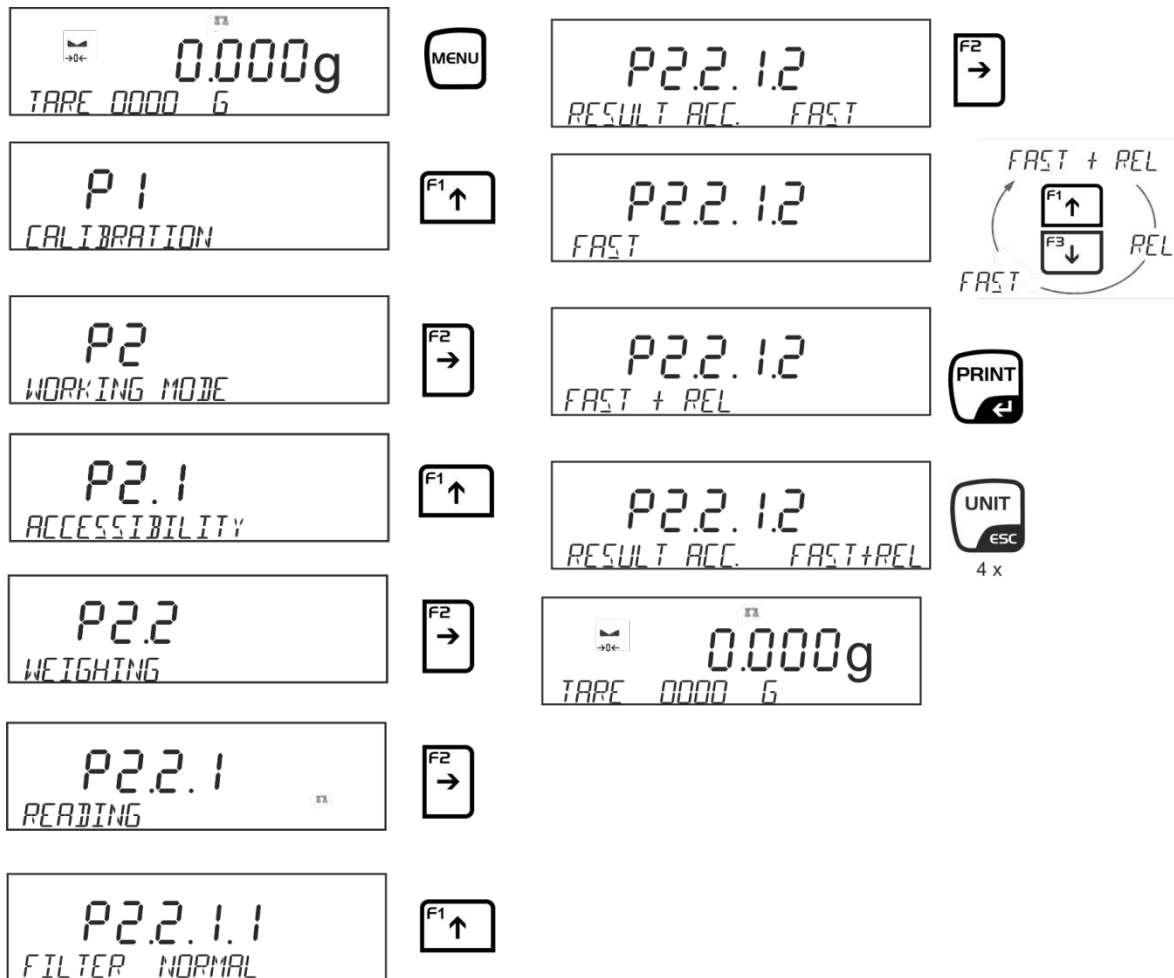 →0← 0.000g
TARE 0000 G
MENU
P1
CALIBRATION
F1 ↑
P2
WORKING MODE
F2 →
P2.1
ACCESSIBILITY
F1 ↑
P2.2
WEIGHING
F2 →
P2.2.1
READING
F2 →
P2.2.1.1
FILTER NORMAL
F1 ↑
P2.2.1.2
RESULT ACC. FAST
F2 →
P2.2.1.2
FAST
FAST + REL
F1 ↑
F3 ↓
REL
FAST
P2.2.1.2
FAST + REL
PRINT
P2.2.1.2
RESULT ACC. FAST+REL
UNIT
ESC
4 x
→0← 0.000g
TARE 0000 G